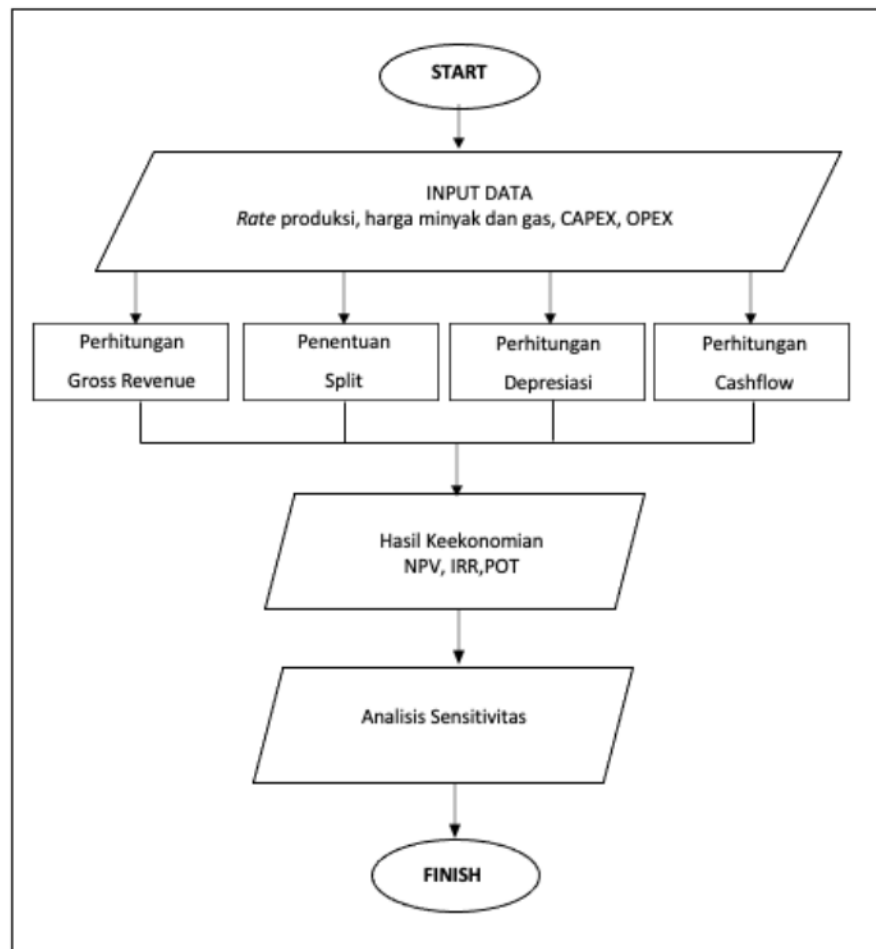 START
INPUT DATA
Rate produksi, harga minyak dan gas, CAPEX, OPEX
Perhitungan
Gross Revenue
Penentuan
Split
Perhitungan
Depresiasi
Perhitungan
Cashflow
Hasil Keekonomian
NPV, IRR,POT
Analisis Sensitivitas
FINISH